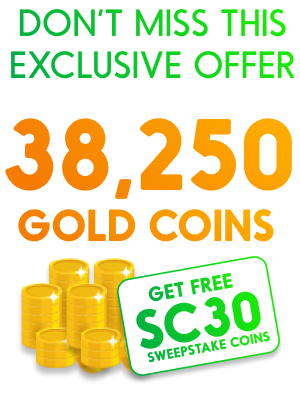 DON'T MISS THIS
EXCLUSIVE OFFER
38,250
GOLD COINS
GET FREE
SC30
SWEEPSTAKE COINS